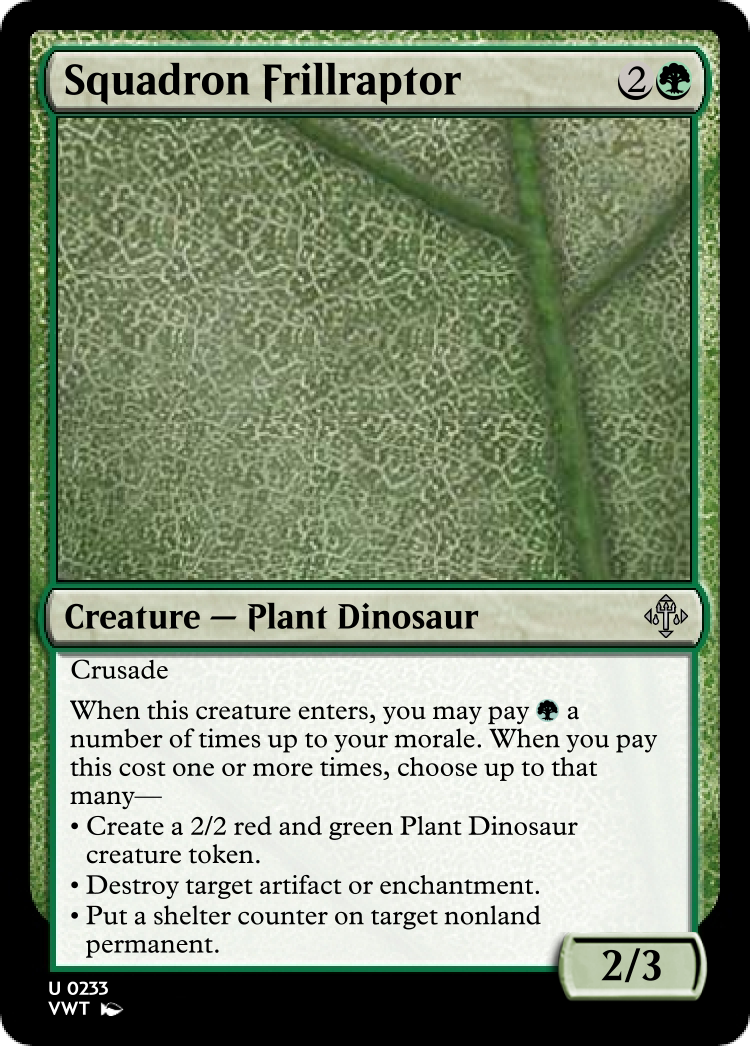 Squadron Frillraptor 2
Creature — Plant Dinosaur
Crusade
When this creature enters, you may pay a
number of times up to your morale. When you pay
this cost one or more times, choose up to that
many—
• Create a 2/2 red and green Plant Dinosaur
creature token.
• Destroy target artifact or enchantment.
• Put a shelter counter on target nonland
permanent.
2/3
U 0233
VWT